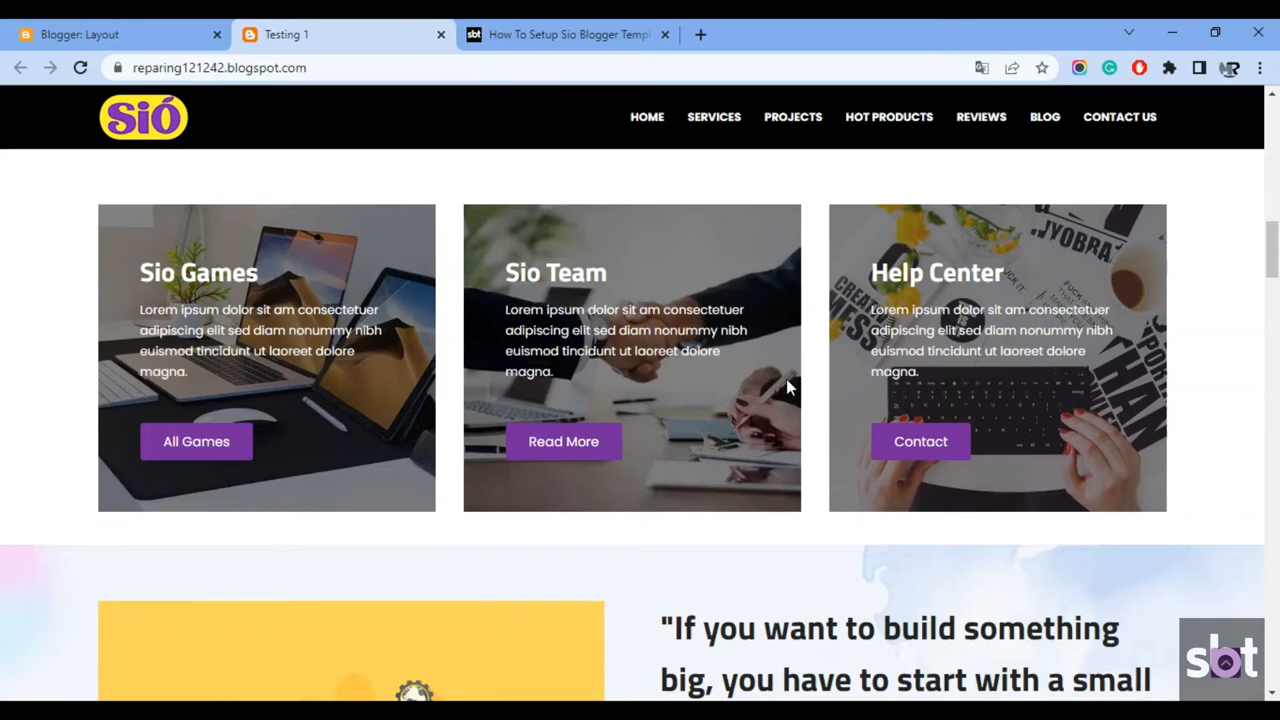 Blogger: Layout
Testing 1
sbt How To Setup Sio Blogger Templ
reparing121242.blogspot.com
SiÓ
HOME SERVICES PROJECTS HOT PRODUCTS REVIEWS BLOG CONTACT US
Sio Games
Lorem ipsum dolor sit am consectetuer
adipiscing elit sed diam nonummy nibh
euismod tincidunt ut laoreet dolore
magna.
All Games
Sio Team
Lorem ipsum dolor sit am consectetuer
adipiscing elit sed diam nonummy nibh
euismod tincidunt ut laoreet dolore
magna.
Read More
Help Center
Lorem ipsum dolor sit am consectetuer
adipiscing elit sed diam nonummy nibh
euismod tincidunt ut laoreet dolore
magna.
Contact
"If you want to build something
big, you have to start with a small
sbt